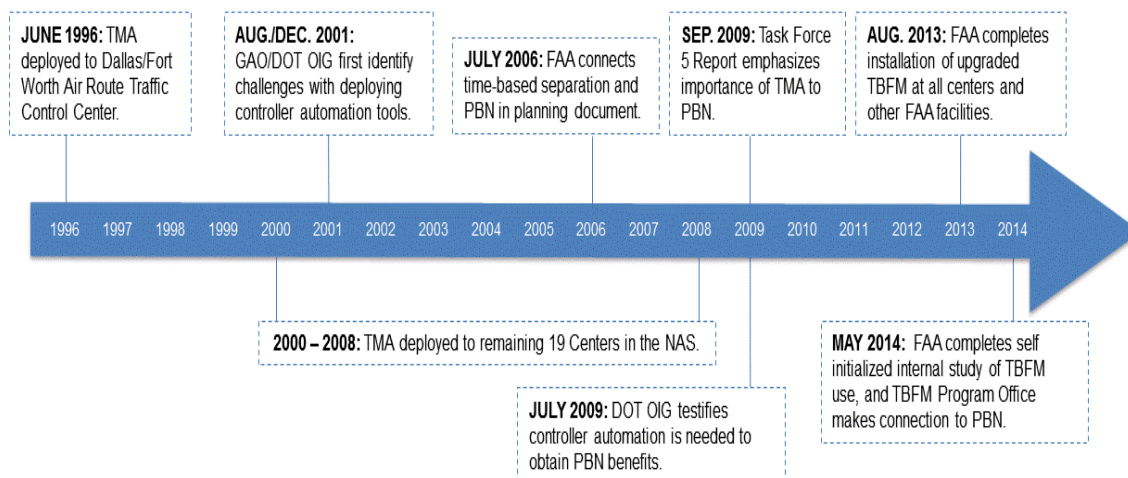 JUNE 1996: TMA
deployed to Dallas/Fort
Worth Air Route Traffic
Control Center.
AUG./DEC. 2001:
GAO/DOT OIG first identify
challenges with deploying
controller automation tools.
JULY 2006: FAA connects
time-based separation and
PBN in planning document.
SEP. 2009: Task Force
5 Report emphasizes
importance of TMA to
PBN.
AUG. 2013: FAA completes
installation of upgraded
TBFM at all centers and
other FAA facilities.
1996 1997 1998 1999 2000 2001 2002 2003 2004 2005 2006 2007 2008 2009 2010 2011 2012 2013 2014
2000 – 2008: TMA deployed to remaining 19 Centers in the NAS.
JULY 2009: DOT OIG testifies
controller automation is needed to
obtain PBN benefits.
MAY 2014: FAA completes self
initialized internal study of TBFM
use, and TBFM Program Office
makes connection to PBN.